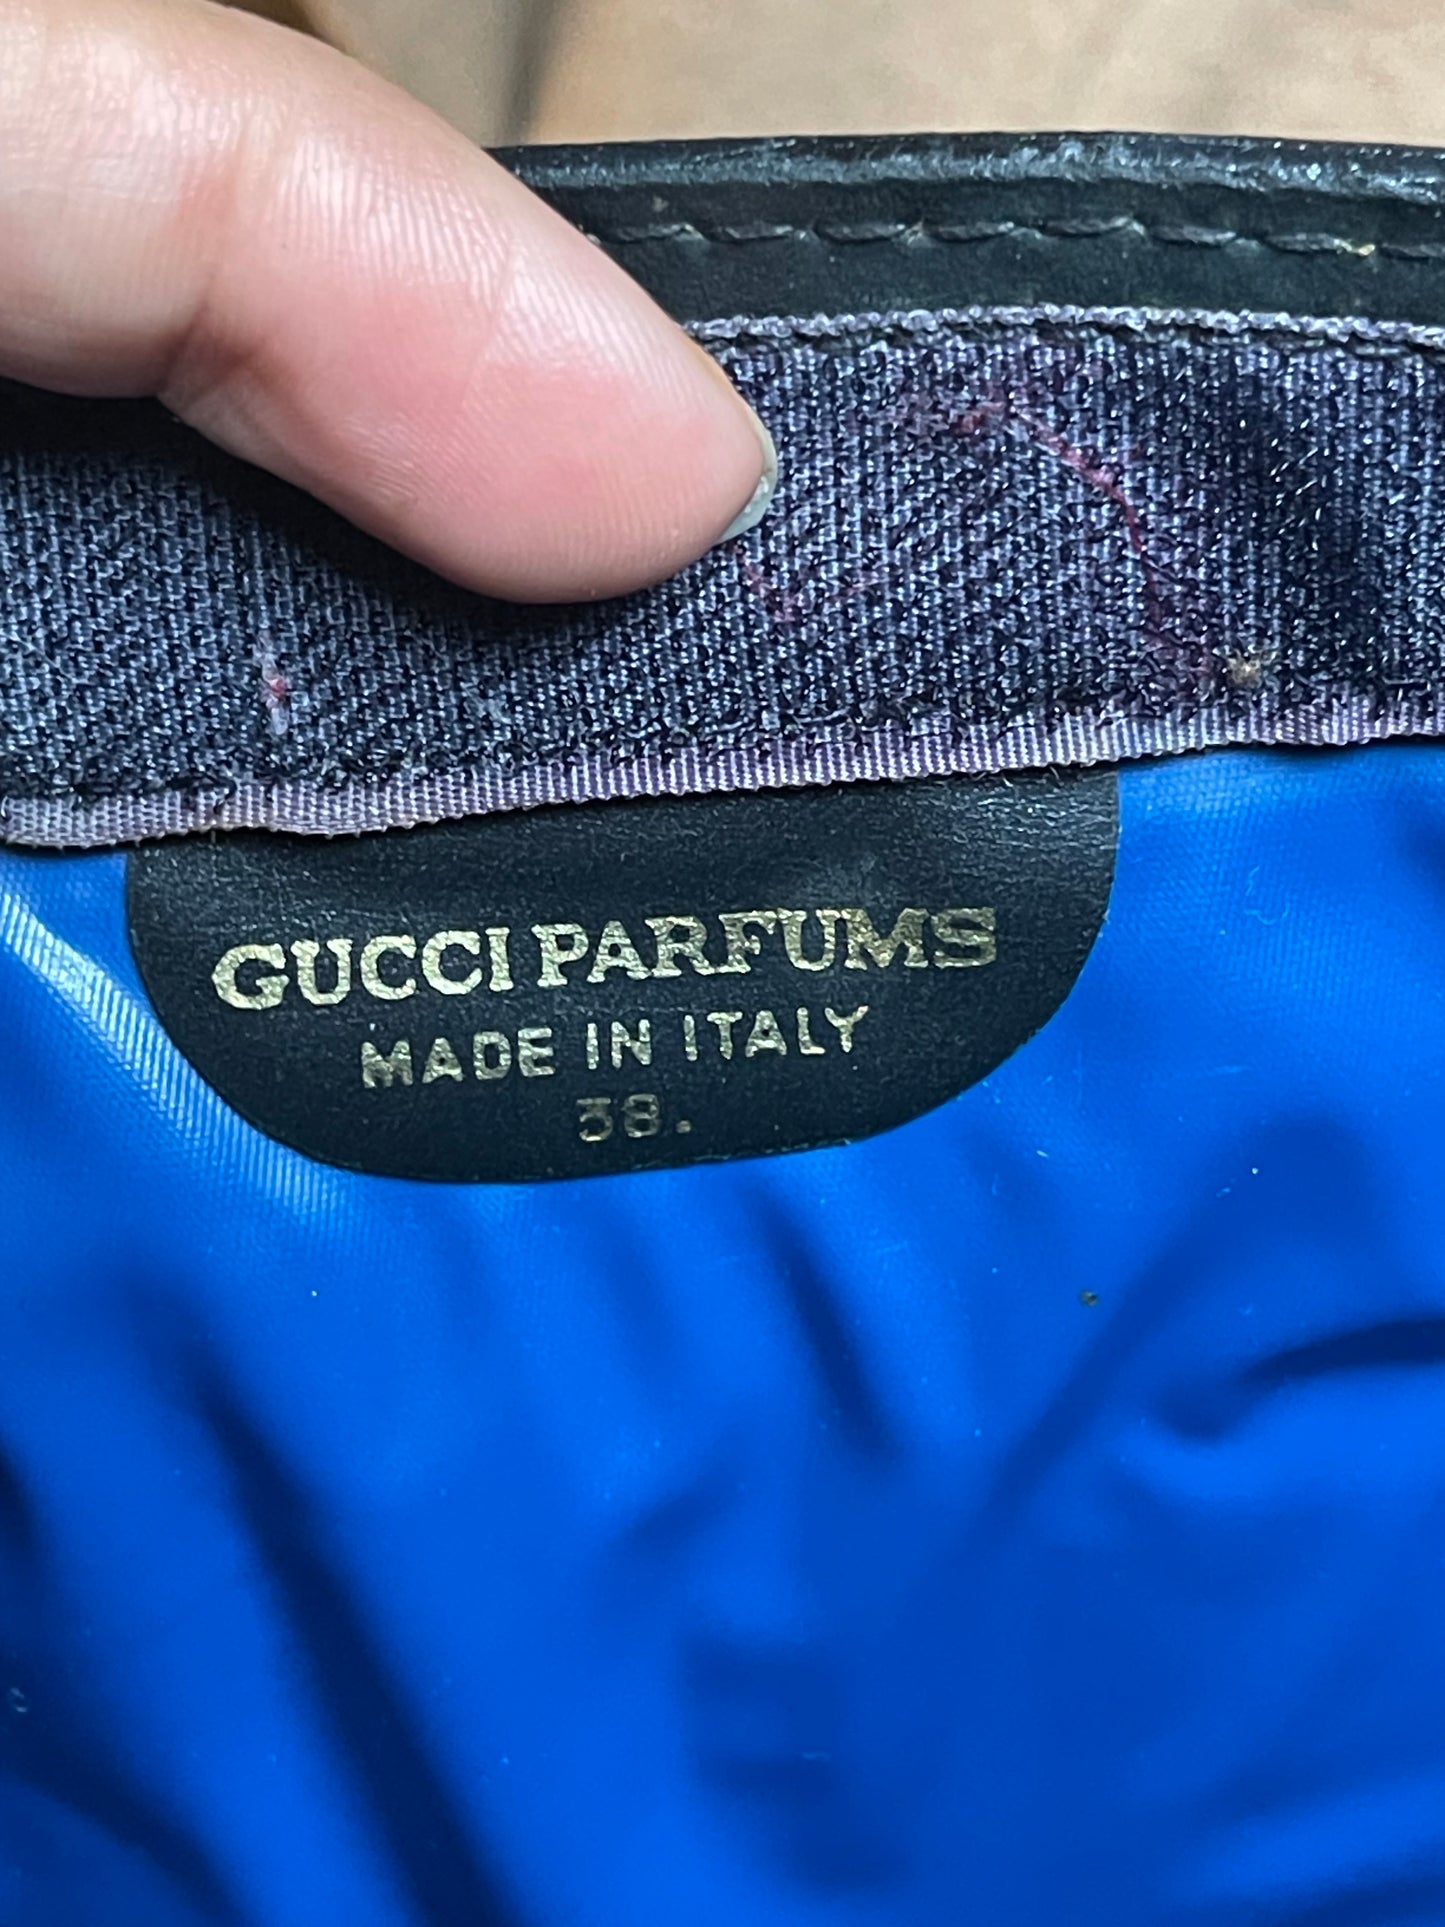 GUCCI PARFUMS
MADE IN ITALY
38.